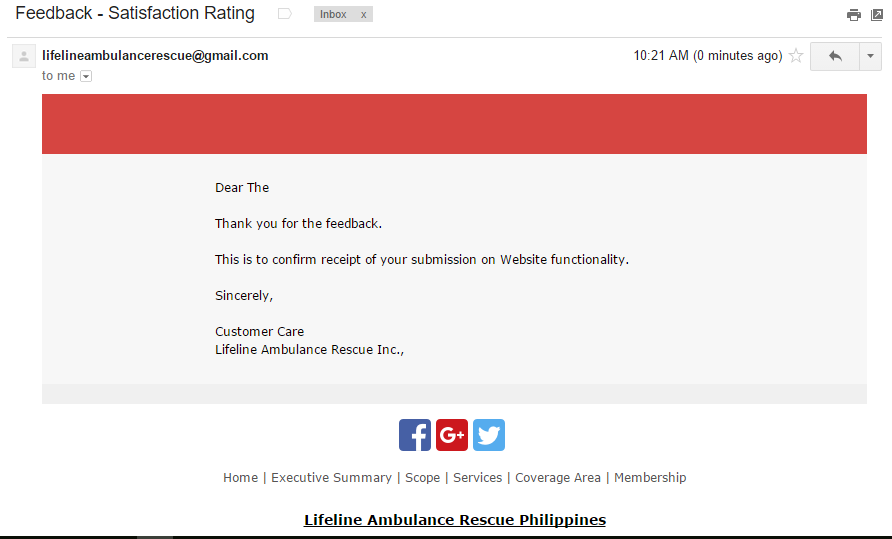 Feedback - Satisfaction Rating
Inbox x
lifelineambulancerescue@gmail.com
10:21 AM (0 minutes ago)
to me
Dear The
Thank you for the feedback.
This is to confirm receipt of your submission on Website functionality.
Sincerely,
Customer Care
Lifeline Ambulance Rescue Inc.,
f G+
Home | Executive Summary | Scope | Services | Coverage Area | Membership
Lifeline Ambulance Rescue Philippines